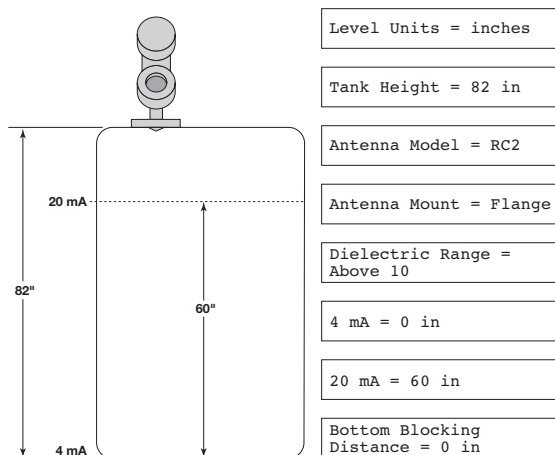 Level Units = inches
Tank Height = 82 in
Antenna Model = RC2
Antenna Mount = Flange
Dielectric Range =
Above 10
4 mA = 0 in
20 mA = 60 in
Bottom Blocking
Distance = 0 in
20 mA
82"
60"
4 mA